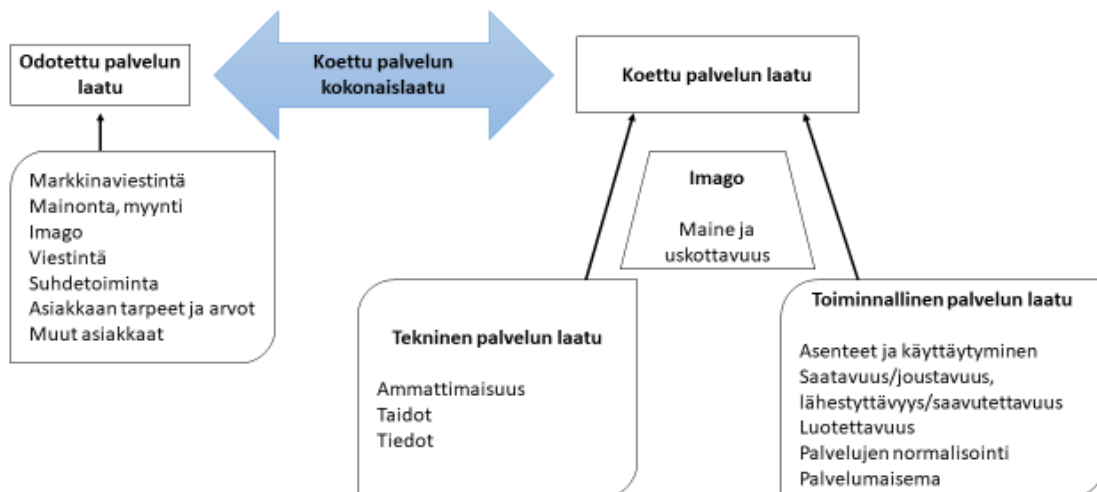 Odotettu palvelun
laatu
Koettu palvelun
kokonaislaatu
Koettu palvelun laatu
Markkinaviestintä
Mainonta, myynti
Imago
Viestintä
Suhdetoiminta
Asiakkaan tarpeet ja arvot
Muut asiakkaat
Imago
Maine ja
uskottavuus
Tekninen palvelun laatu
Ammattimaisuus
Taidot
Tiedot
Toiminnallinen palvelun laatu
Asenteet ja käyttäytyminen
Saatavuus/joustavuus,
lähestyttävyys/saavutettavuus
Luotettavuus
Palvelujen normalisointi
Palvelumaisema